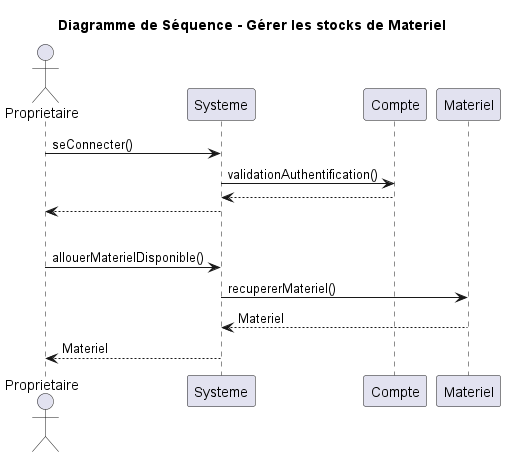 Diagramme de Séquence - Gérer les stocks de Materiel
Proprietaire
Systeme
Compte
Materiel
seConnecter()
validationAuthentification()
allouerMaterielDisponible()
recupererMateriel()
Materiel
Materiel
Proprietaire
Systeme
Compte
Materiel